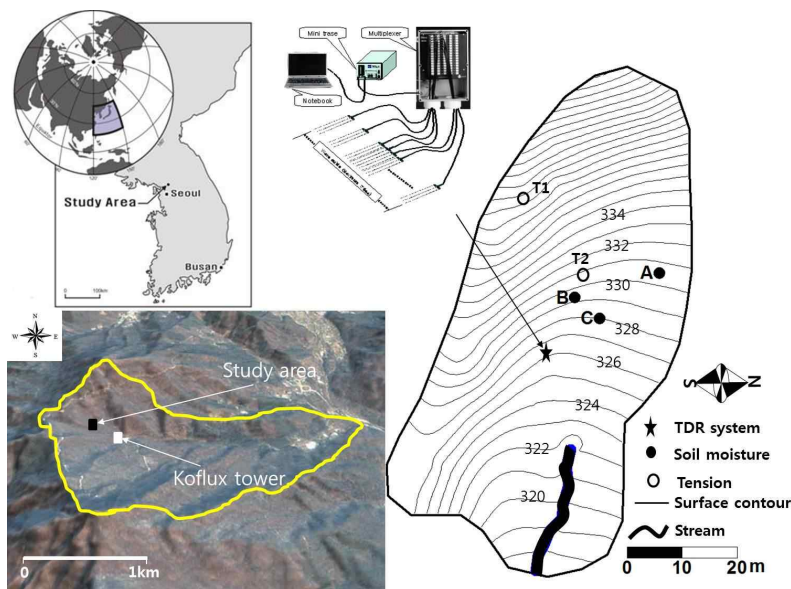 Equator
Seoul
Study Area
Busan
0
100km
Mini trase
Multiplexer
Notebook
N
W
E
S
Study area
Koflux tower
0
1km
T1
334
332
T2
330
A
B
C
328
326
324
322
320
S
N
TDR system
Soil moisture
Tension
Surface contour
Stream
0
10
20 m